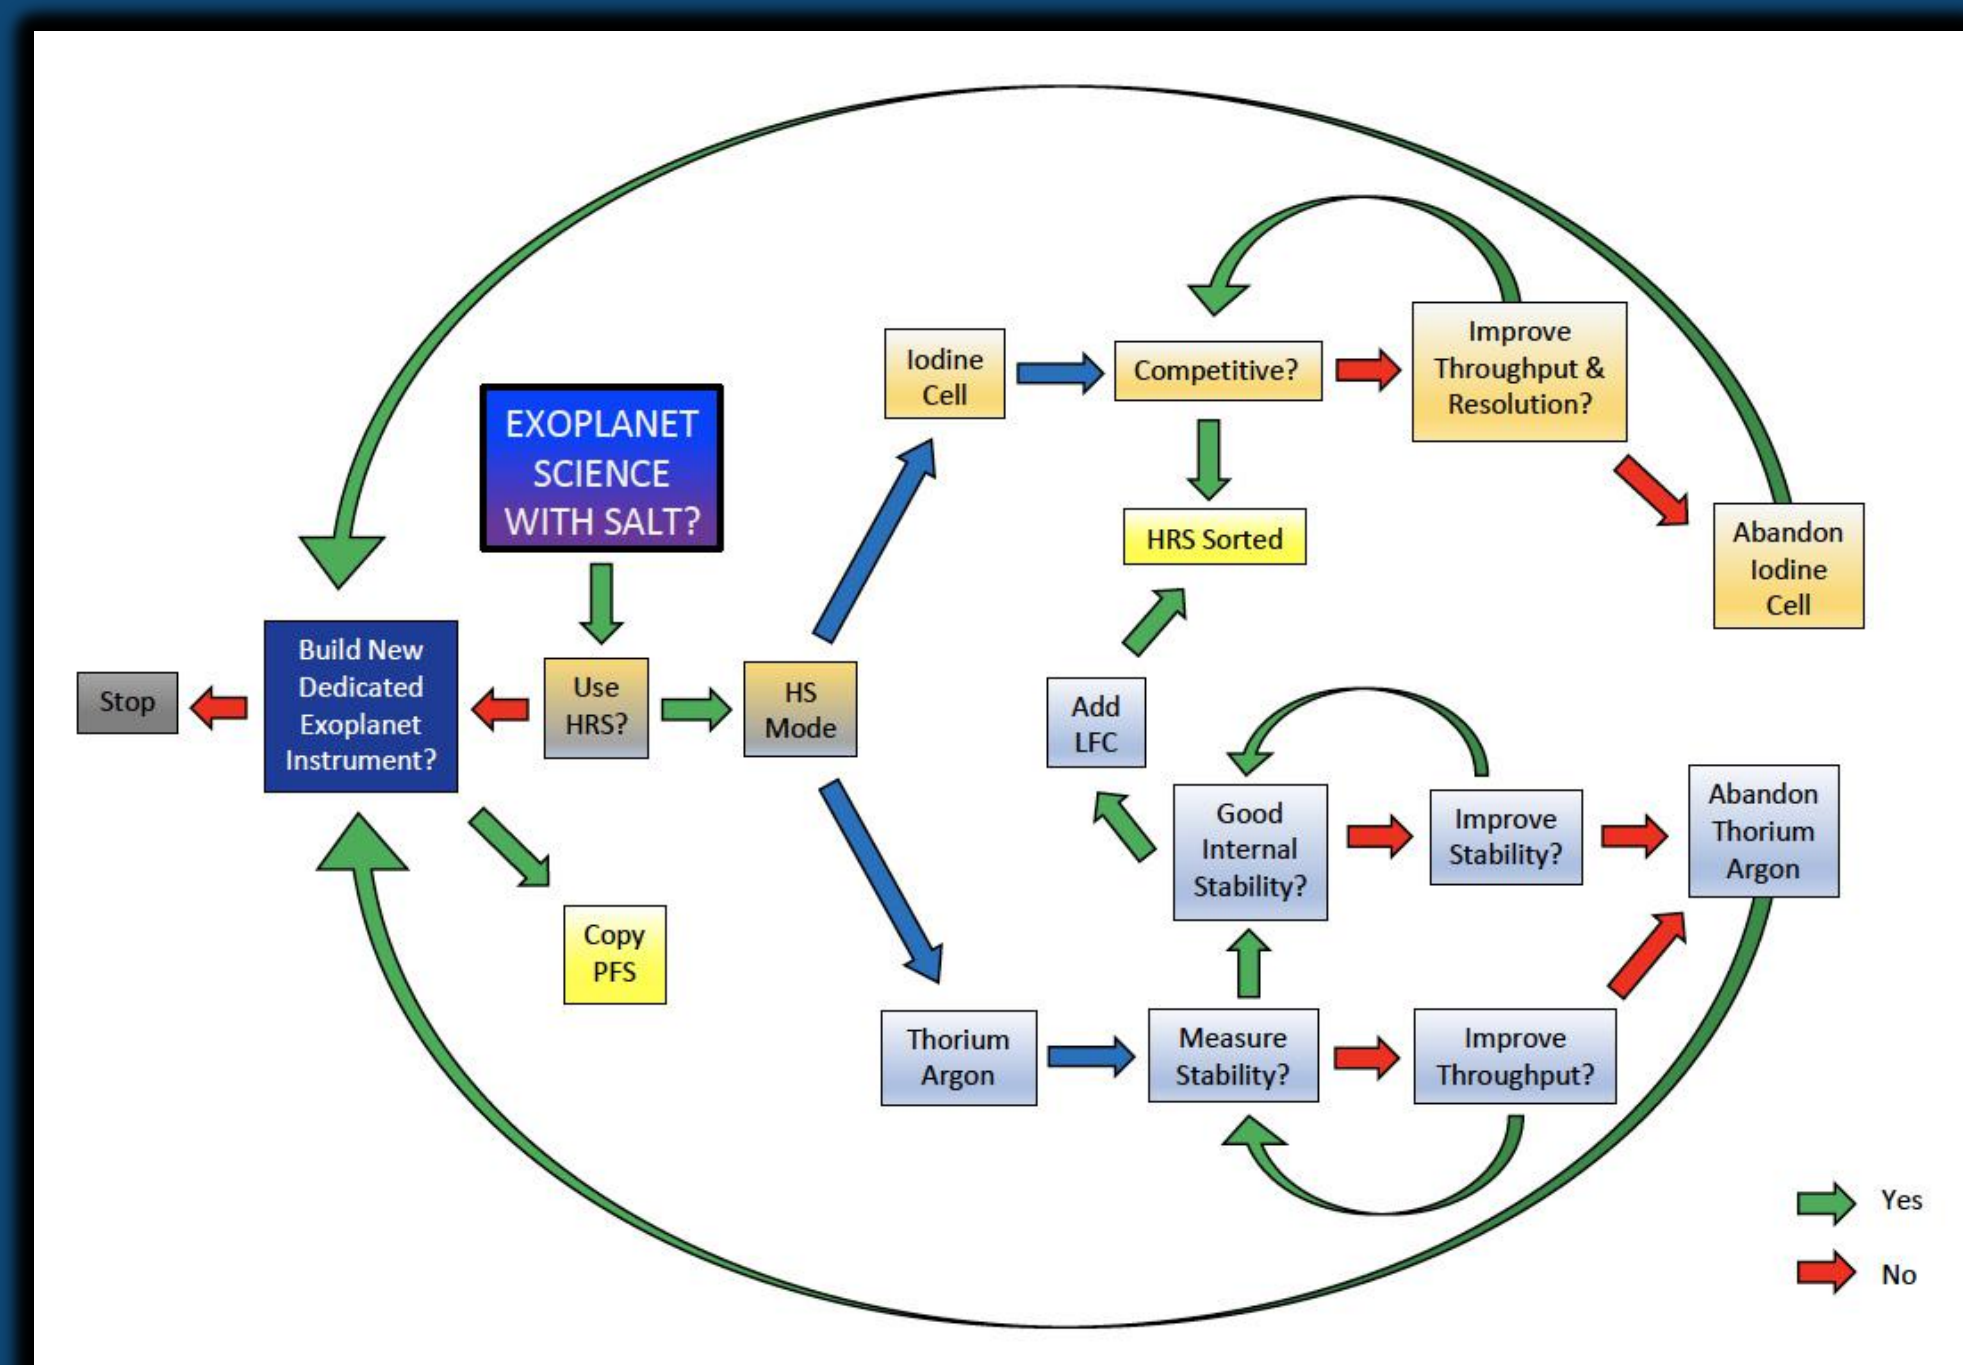 EXOPLANET
SCIENCE
WITH SALT?
Use
HRS?
Build New
Dedicated
Exoplanet
Instrument?
Stop
Copy
PFS
HS
Mode
Iodine
Cell
Competitive?
Improve
Throughput &
Resolution?
HRS Sorted
Abandon
Iodine
Cell
Add
LFC
Good
Internal
Stability?
Improve
Stability?
Abandon
Thorium
Argon
Thorium
Argon
Measure
Stability?
Improve
Throughput?
Yes
No